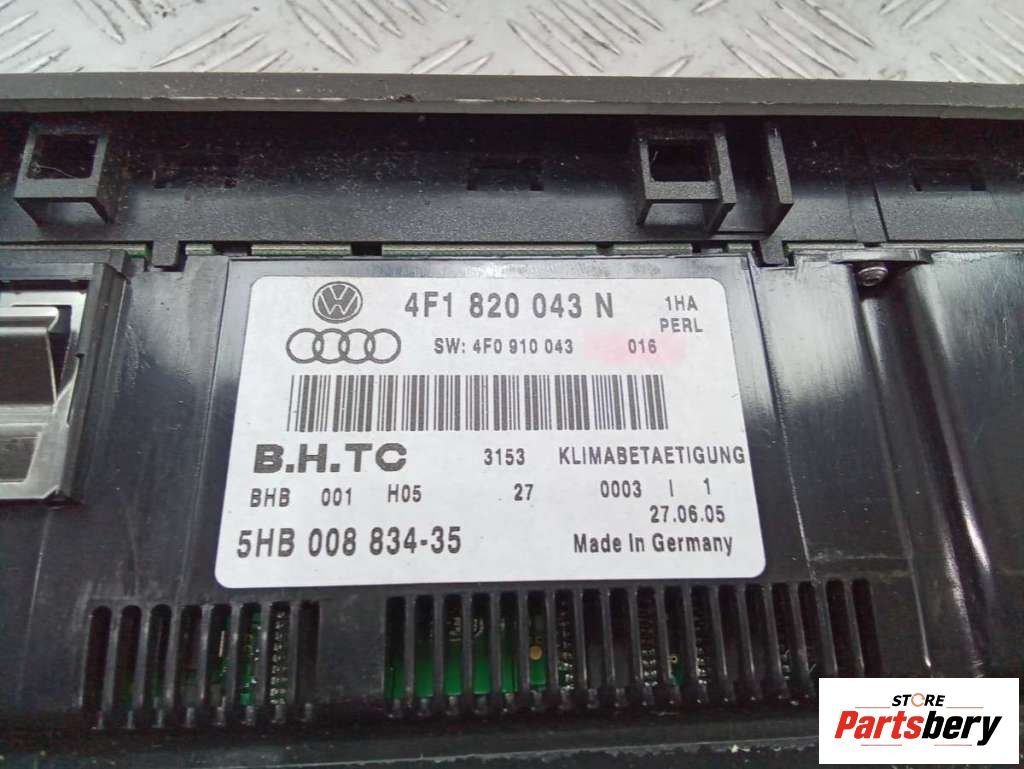 VW
4F1 820 043 N
1HA
PERL
SW: 4F0 910 043 016
B.H.TC 3153 KLIMABETAETIGUNG
BHB 001 H05 27 0003 | 1
27.06.05
5HB 008 834-35 Made In Germany
STORE
Partsbery